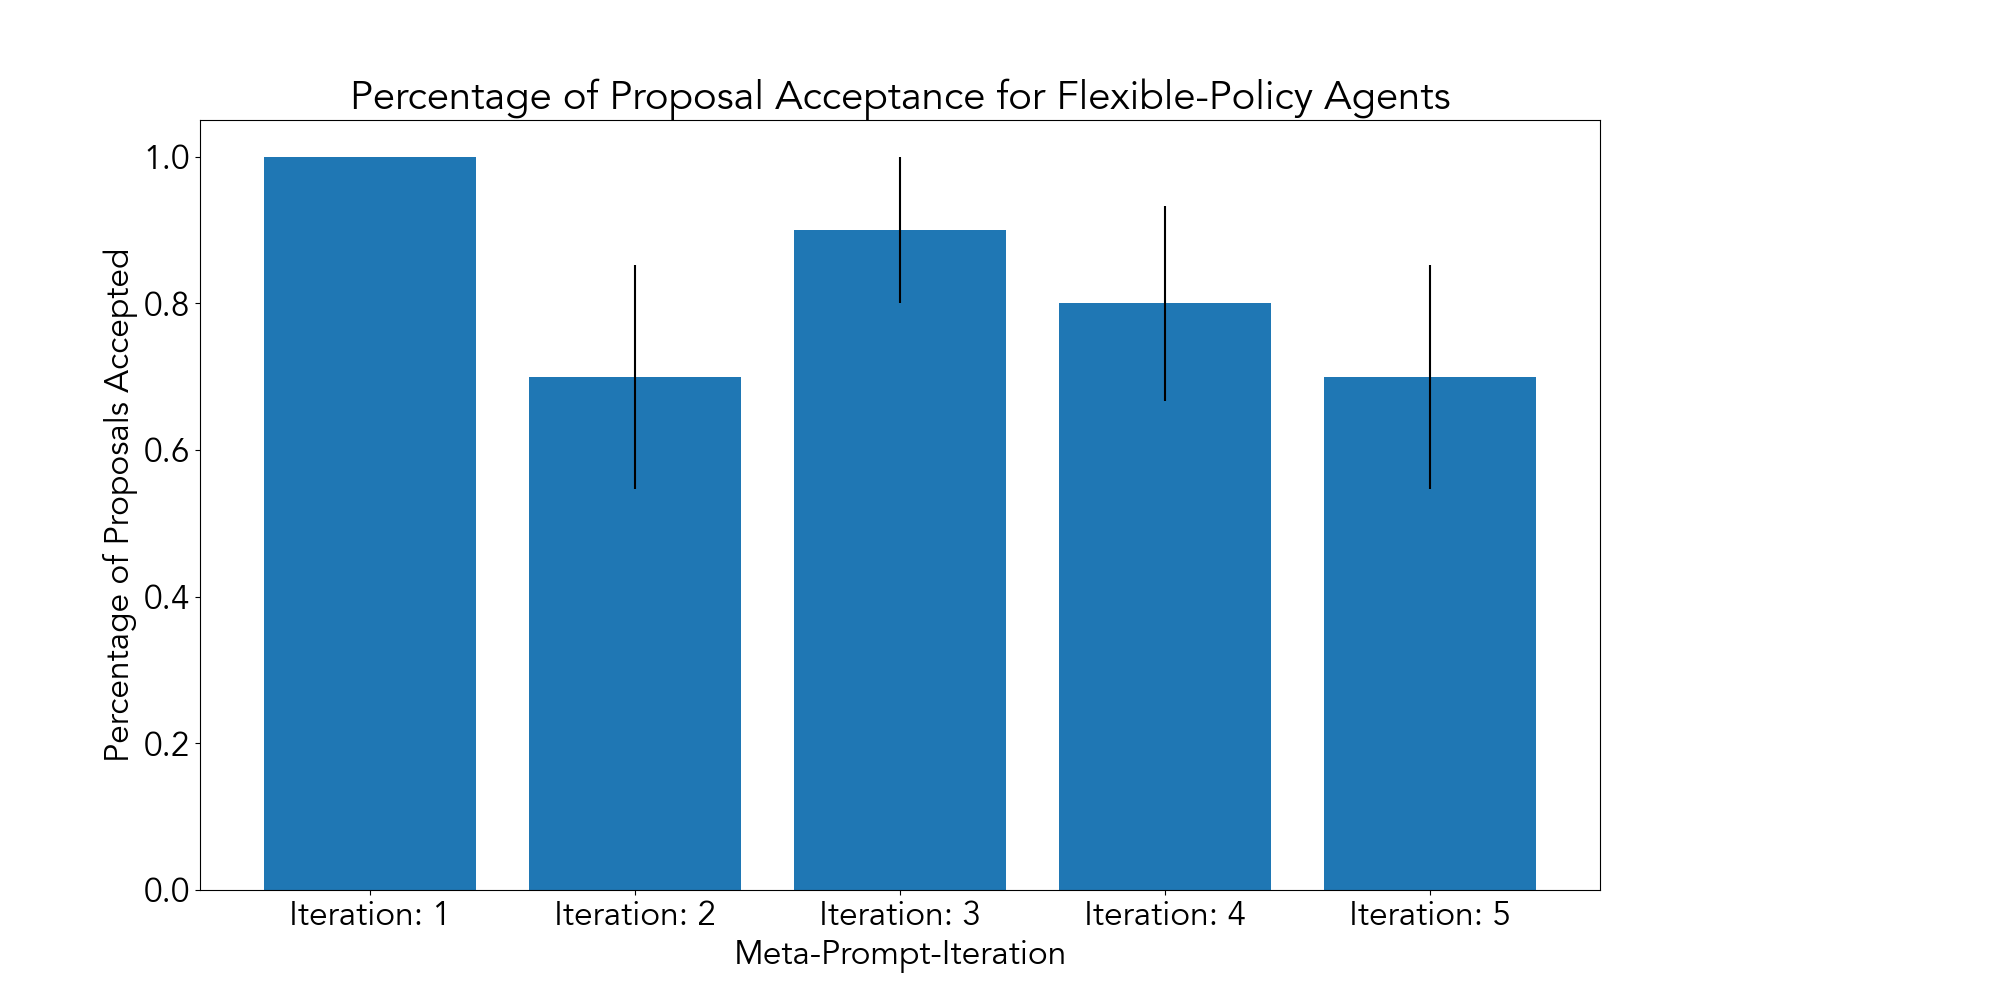 Percentage of Proposal Acceptance for Flexible-Policy Agents
Percentage of Proposals Accepted
1.0
0.8
0.6
0.4
0.2
0.0
Iteration: 1 Iteration: 2 Iteration: 3 Iteration: 4 Iteration: 5
Meta-Prompt-Iteration